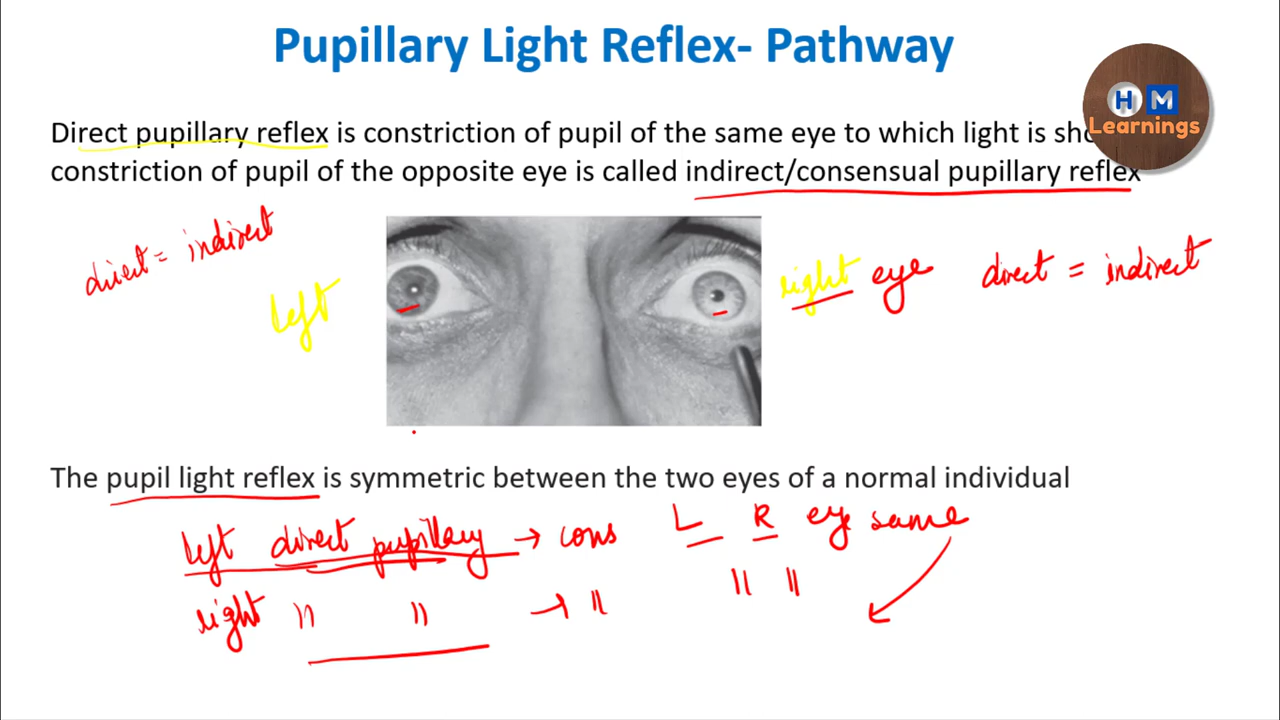 Pupillary Light Reflex- Pathway
H M
Learnings
Direct pupillary reflex is constriction of pupil of the same eye to which light is
constriction of pupil of the opposite eye is called indirect/consensual pupillary reflex
direct = indirect
left
right eye direct = indirect
The pupil light reflex is symmetric between the two eyes of a normal individual
left direct pupillary → cons L R eye same
right " " → " " "